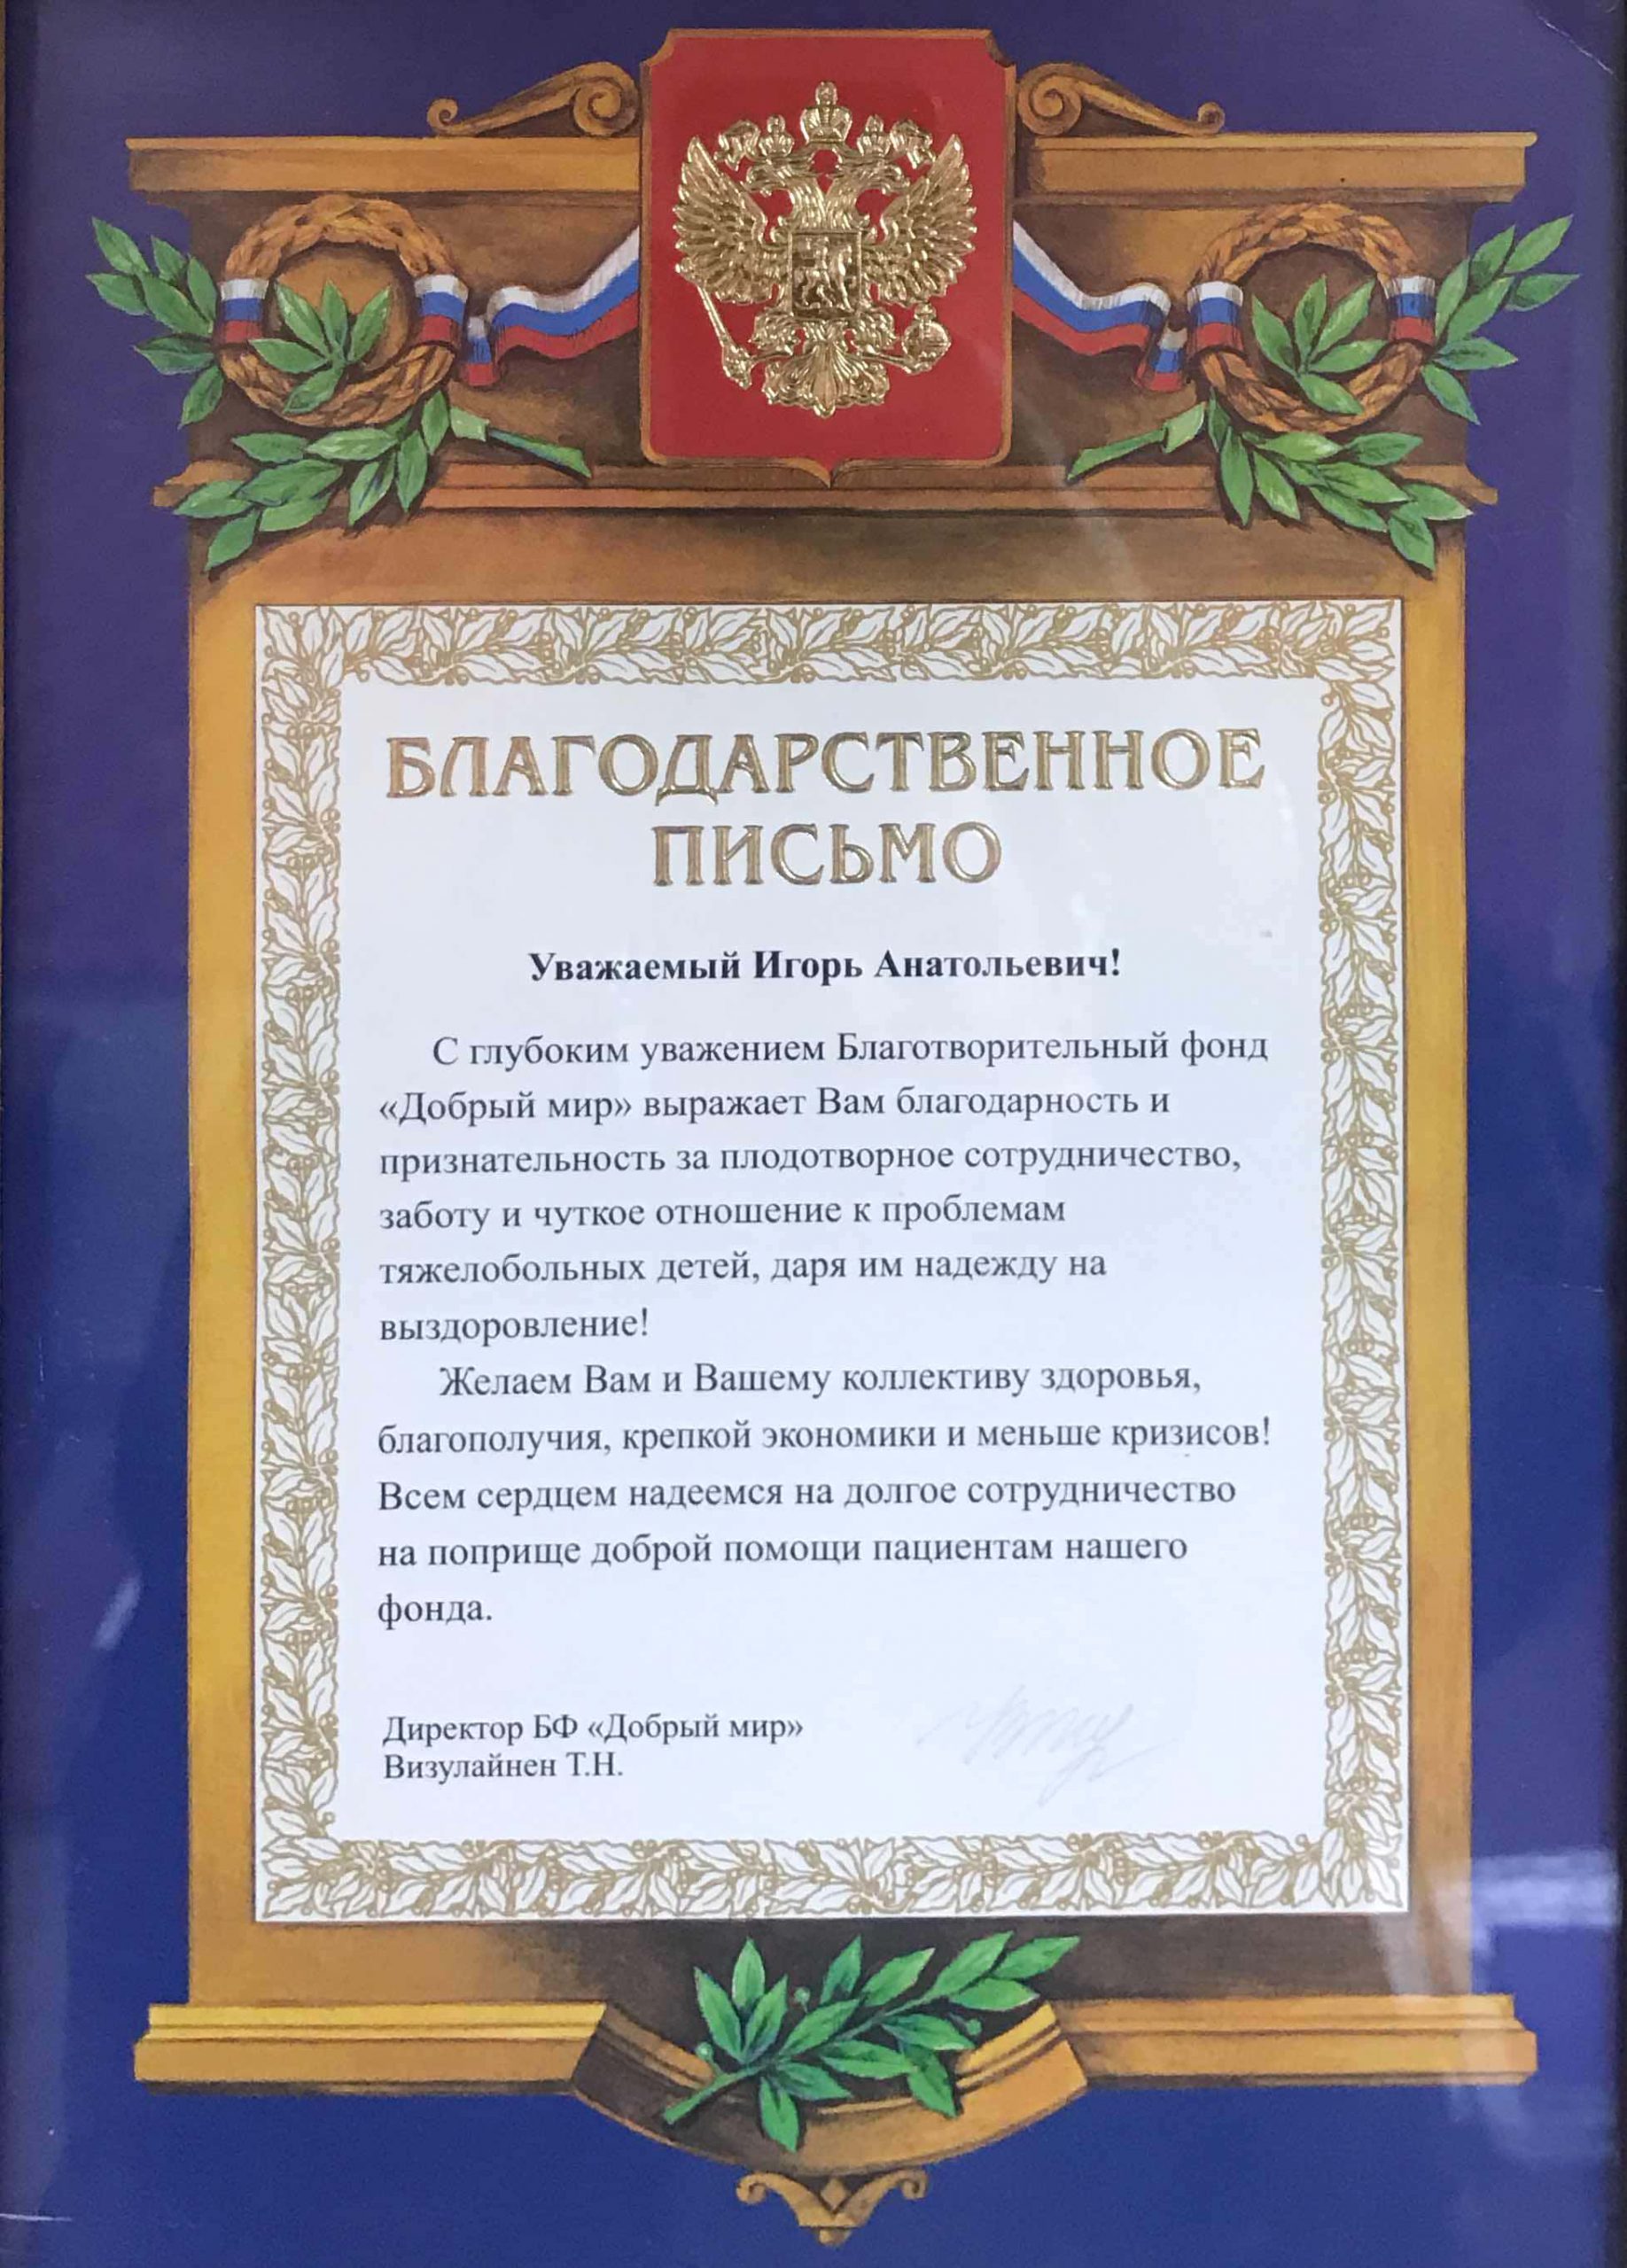 БЛАГОДАРСТВЕННОЕ
ПИСЬМО
Уважаемый Игорь Анатольевич!
С глубоким уважением Благотворительный фонд
«Добрый мир» выражает Вам благодарность и
признательность за плодотворное сотрудничество,
заботу и чуткое отношение к проблемам
тяжелобольных детей, даря им надежду на
выздоровление!
Желаем Вам и Вашему коллективу здоровья,
благополучия, крепкой экономики и меньше кризисов!
Всем сердцем надеемся на долгое сотрудничество
на поприще доброй помощи пациентам нашего
фонда.
Директор БФ «Добрый мир»
Визулайнен Т.Н.